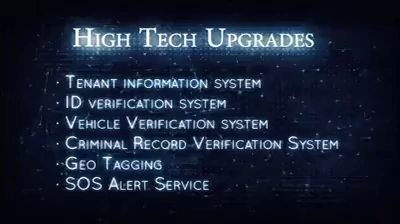 High Tech Upgrades
· Tenant information system
· ID verification system
· Vehicle Verification system
· Criminal Record Verification System
· Geo Tagging
· SOS Alert Service